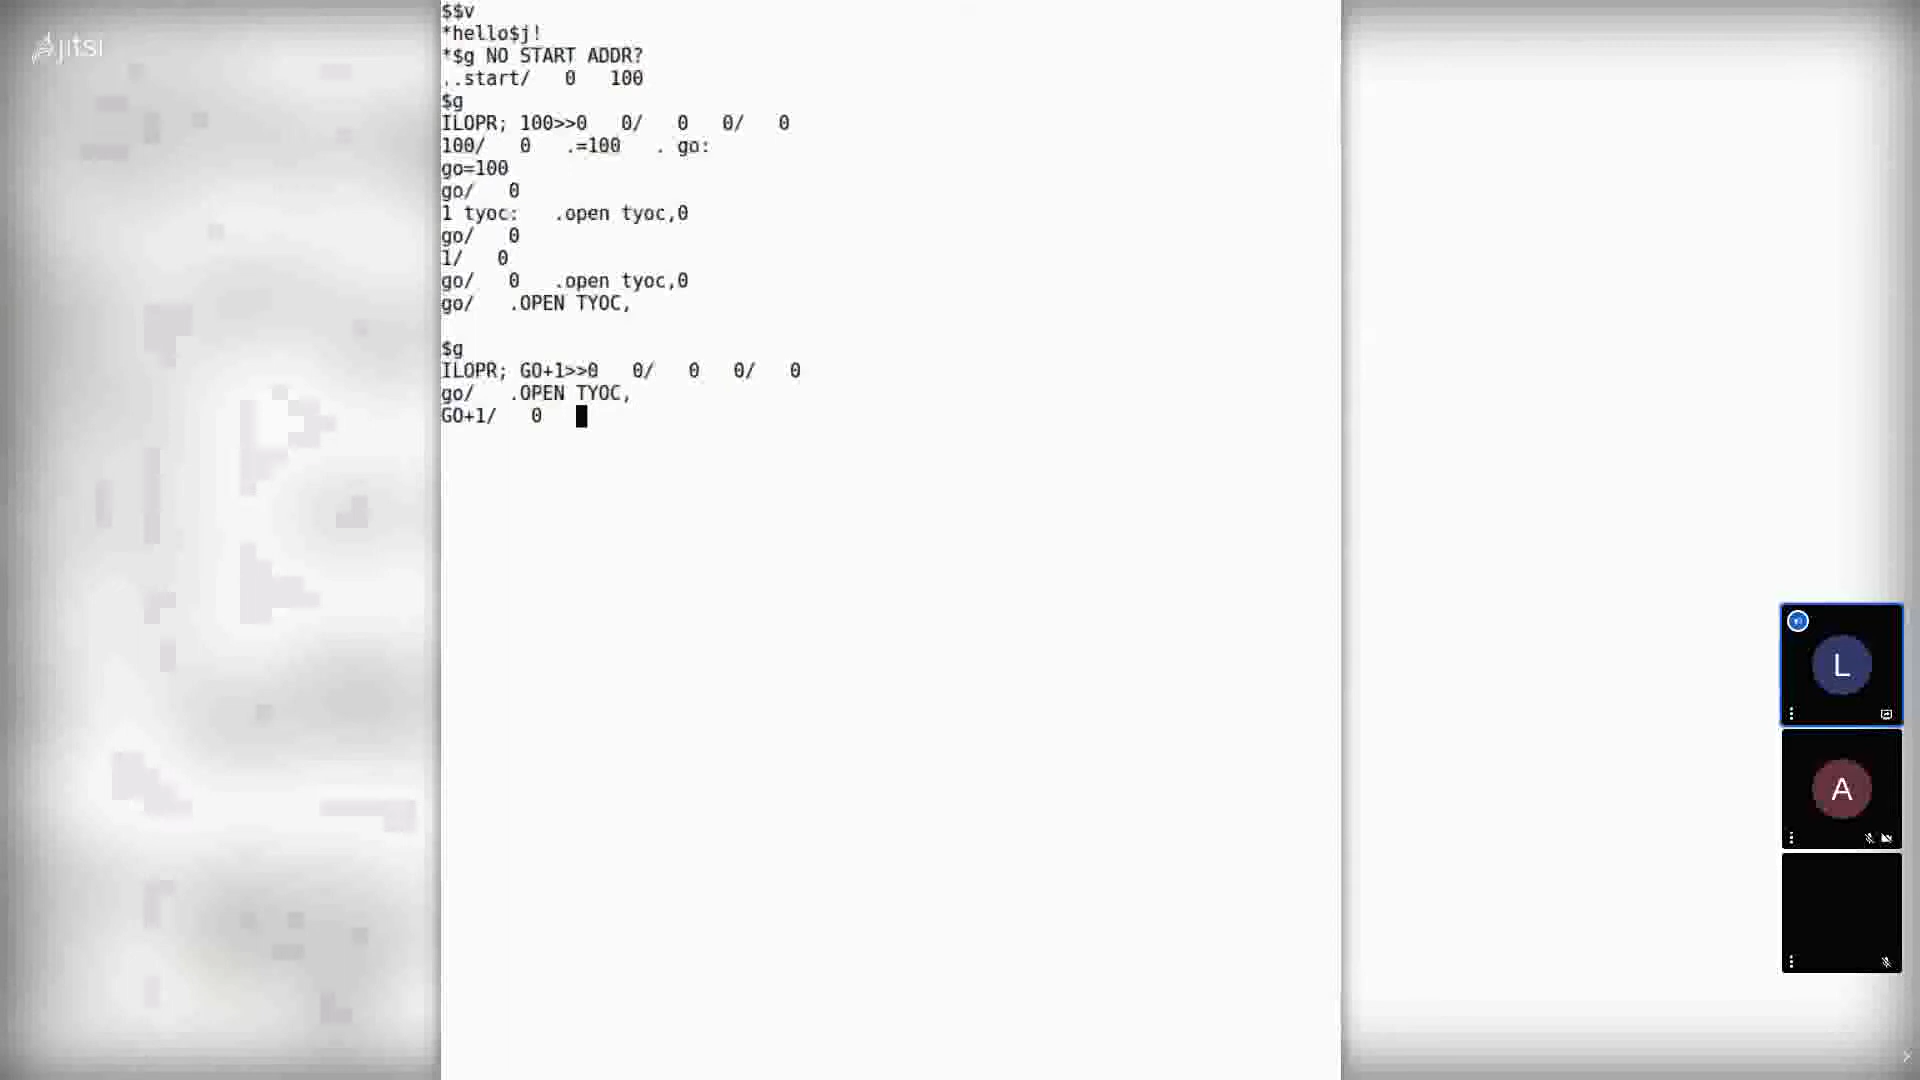 jitsi
$$v
*hello$j!
*$g NO START ADDR?
..start/   0   100
$g
ILOPR; 100>>0   0/   0   0/   0
100/   0   .=100   . go:
go=100
go/   0
1 tyoc:   .open tyoc,0
go/   0
1/   0
go/   0   .open tyoc,0
go/   .OPEN TYOC,
$g
ILOPR; GO+1>>0   0/   0   0/   0
go/   .OPEN TYOC,
GO+1/   0
L
A